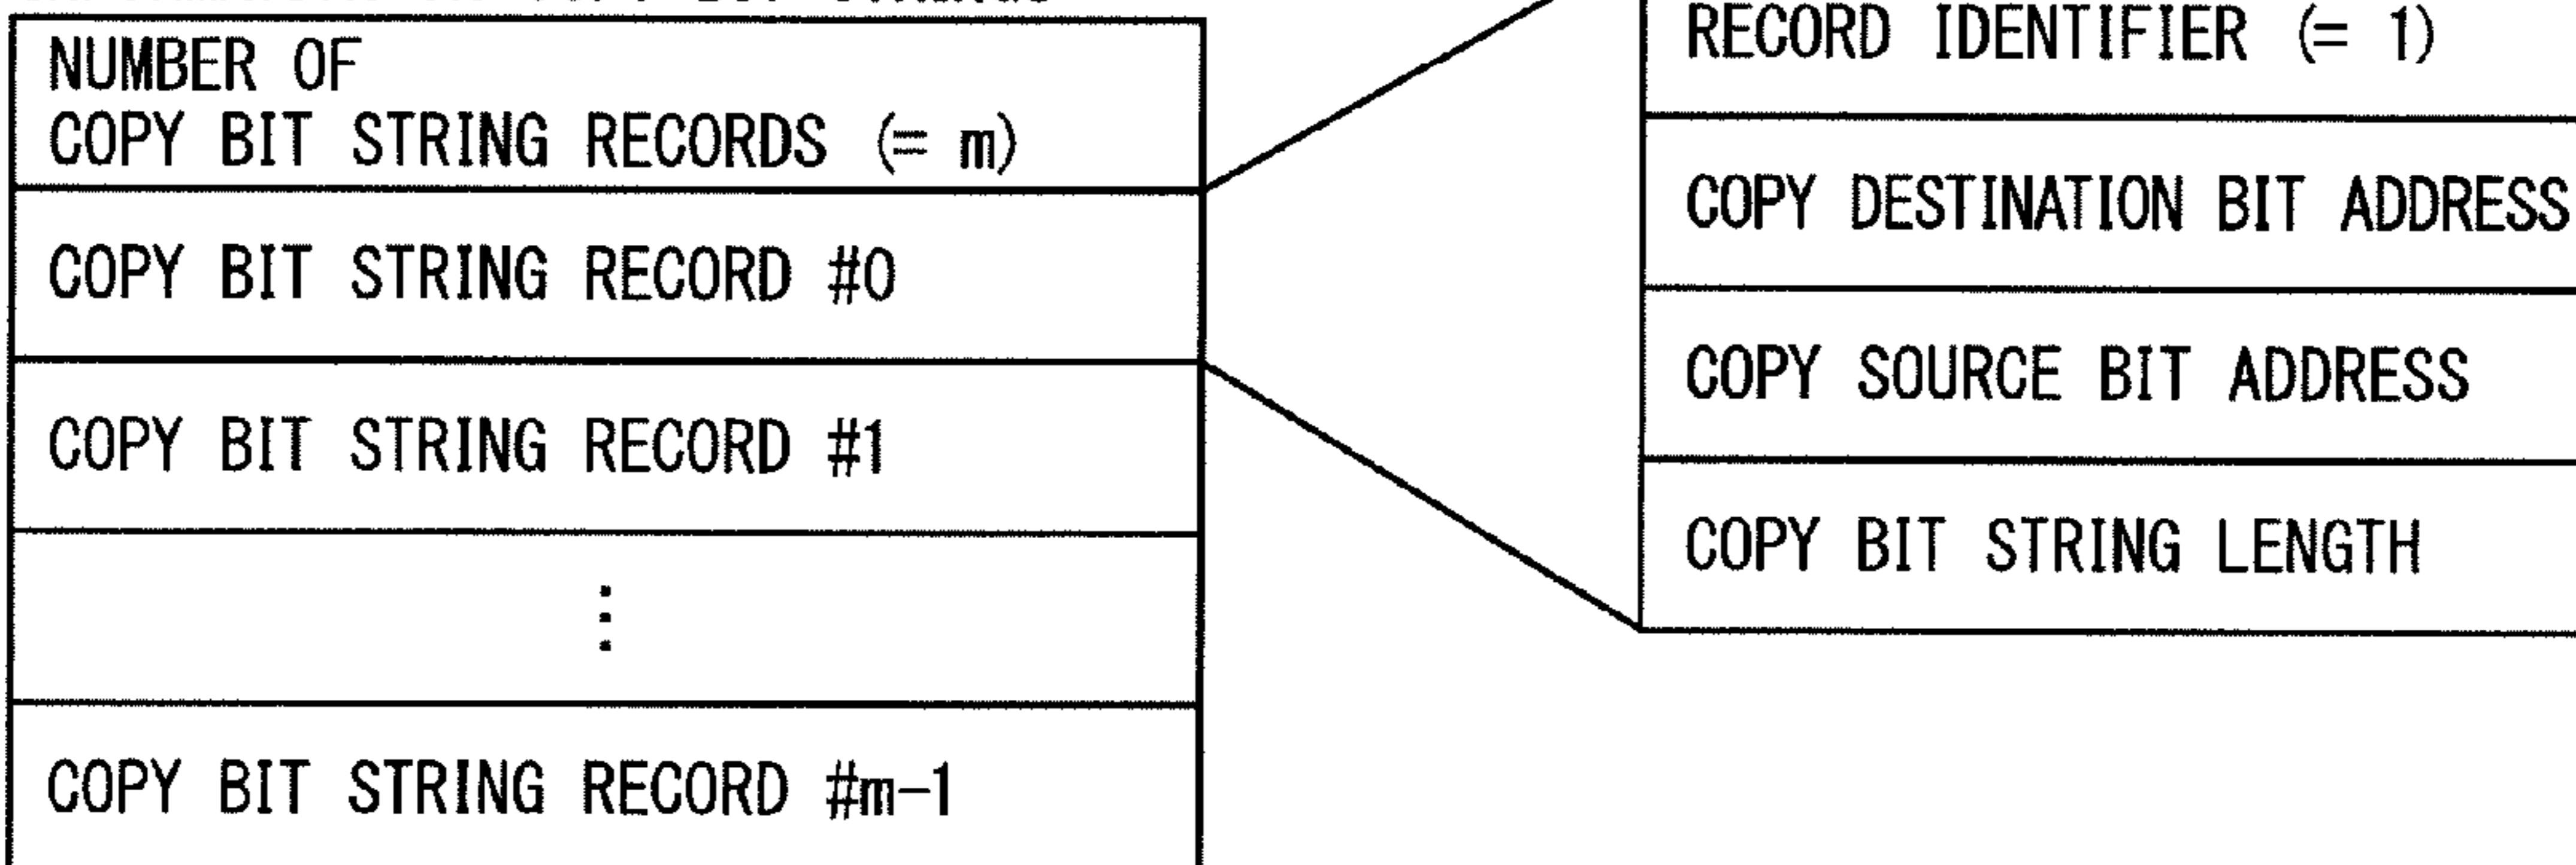 NUMBER OF
COPY BIT STRING RECORDS (= m)
COPY BIT STRING RECORD #0
COPY BIT STRING RECORD #1
COPY BIT STRING RECORD #m-1
RECORD IDENTIFIER (= 1)
COPY DESTINATION BIT ADDRESS
COPY SOURCE BIT ADDRESS
COPY BIT STRING LENGTH